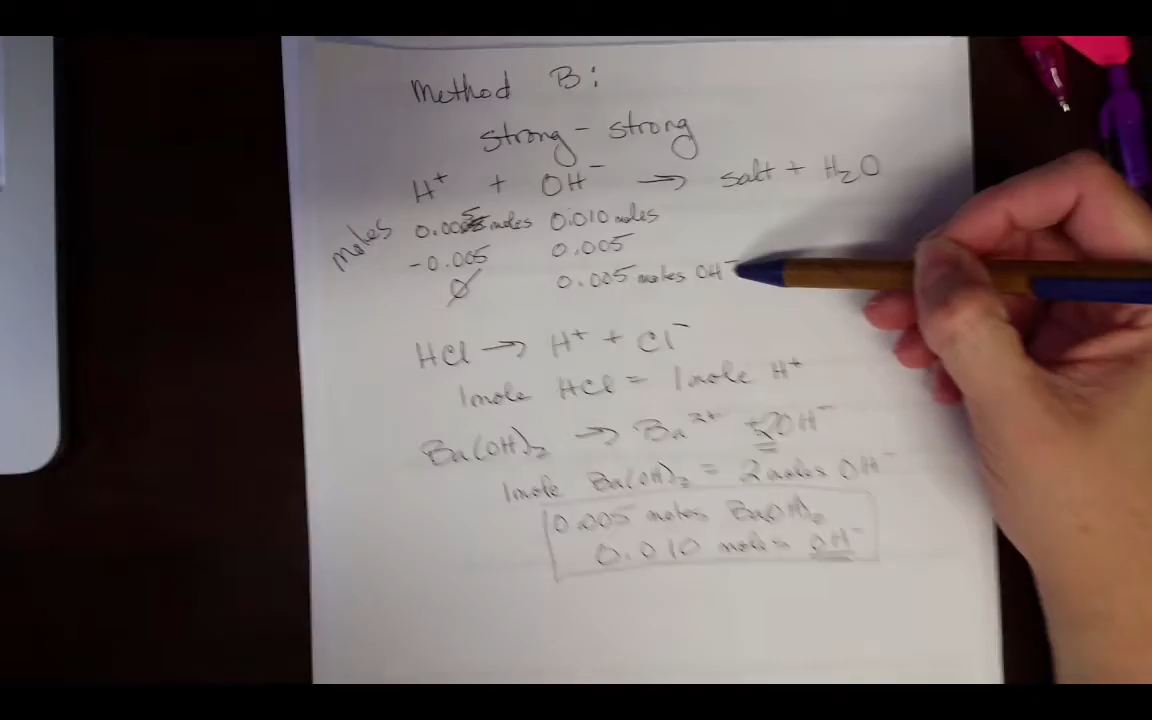 Method B:
strong - strong
H⁺ + OH⁻ → salt + H₂O
moles 0.005 moles 0.010 moles
-0.005 0.005
∅ 0.005 moles OH⁻
HCl → H⁺ + Cl⁻
1 mole HCl = 1 mole H⁺
Ba(OH)₂ → Ba²⁺ + 2OH⁻
1 mole Ba(OH)₂ = 2 moles OH⁻
0.005 moles Ba(OH)₂
0.010 moles OH⁻